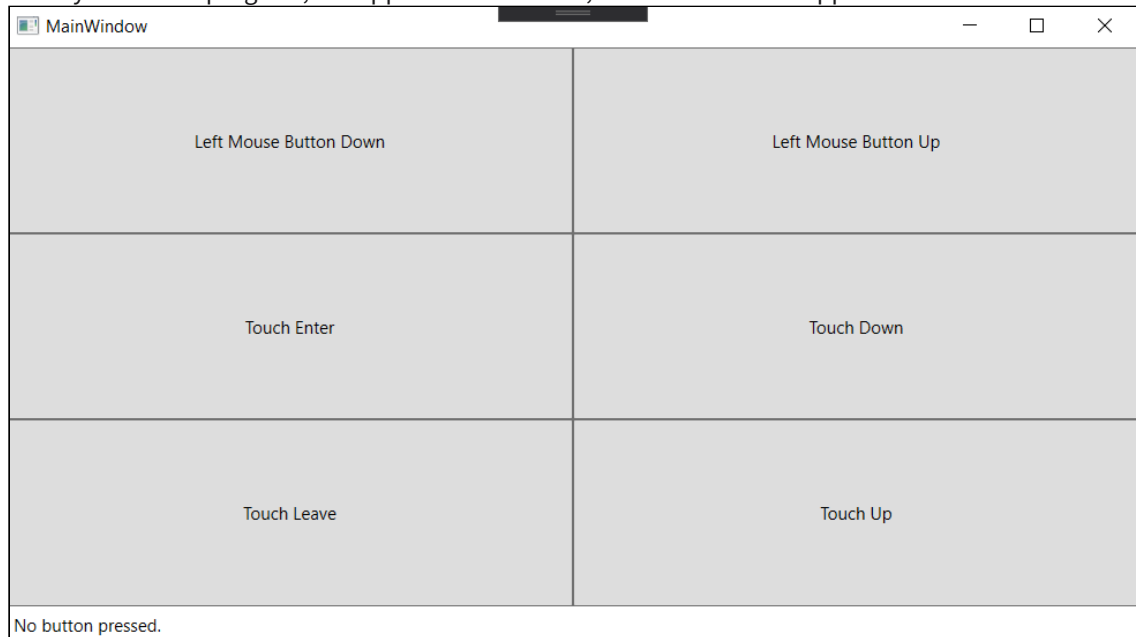 MainWindow
Left Mouse Button Down
Left Mouse Button Up
Touch Enter
Touch Down
Touch Leave
Touch Up
No button pressed.